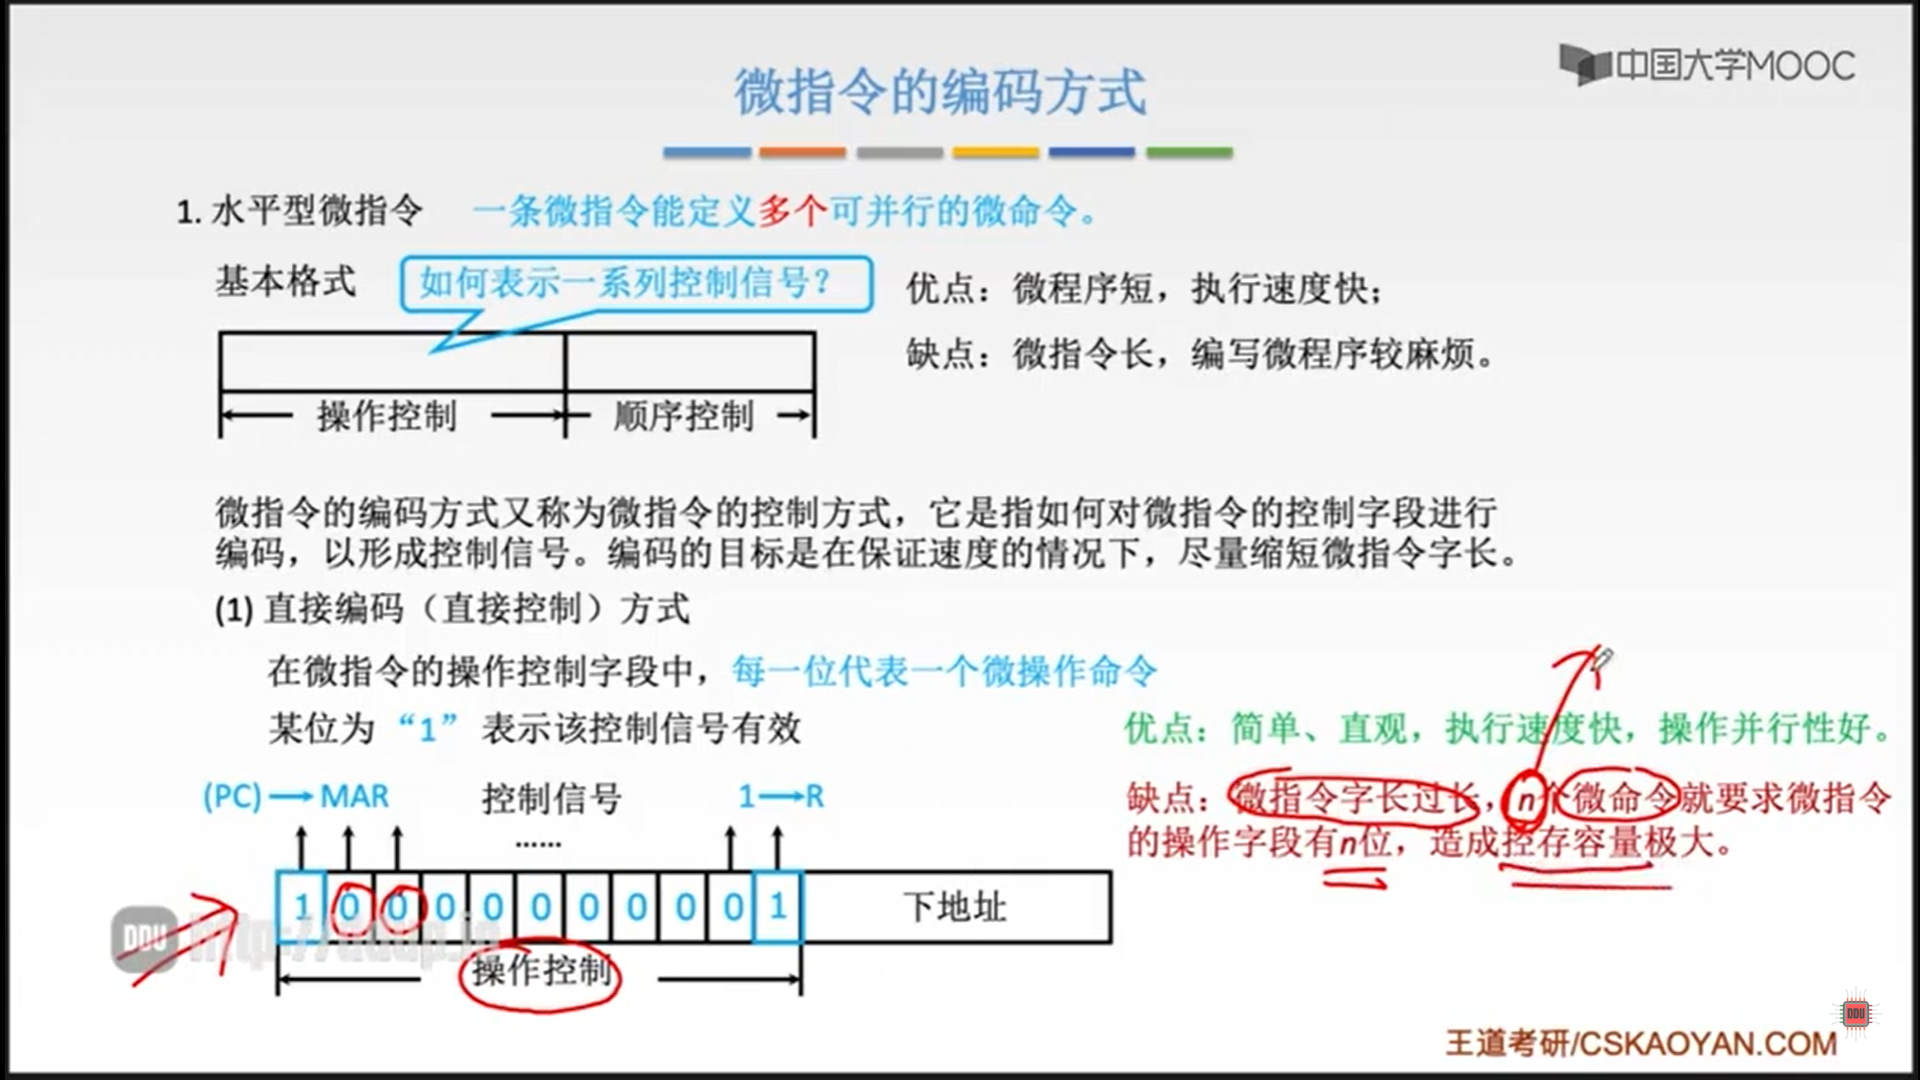 中国大学MOOC
微指令的编码方式
1. 水平型微指令 一条微指令能定义多个可并行的微命令。
基本格式 如何表示一系列控制信号？ 优点：微程序短，执行速度快；
缺点：微指令长，编写微程序较麻烦。
操作控制 顺序控制
微指令的编码方式又称为微指令的控制方式，它是指如何对微指令的控制字段进行
编码，以形成控制信号。编码的目标是在保证速度的情况下，尽量缩短微指令字长。
(1) 直接编码（直接控制）方式
在微指令的操作控制字段中，每一位代表一个微操作命令
某位为“1”表示该控制信号有效
优点：简单、直观，执行速度快，操作并行性好。
(PC)→MAR 控制信号 1→R
缺点：微指令字长过长，n个微命令就要求微指令
的操作字段有n位，造成控存容量极大。
……
1 0 0 0 0 0 0 0 0 0 1 下地址
DDU
操作控制
DDU
王道考研/CSKAOYAN.COM